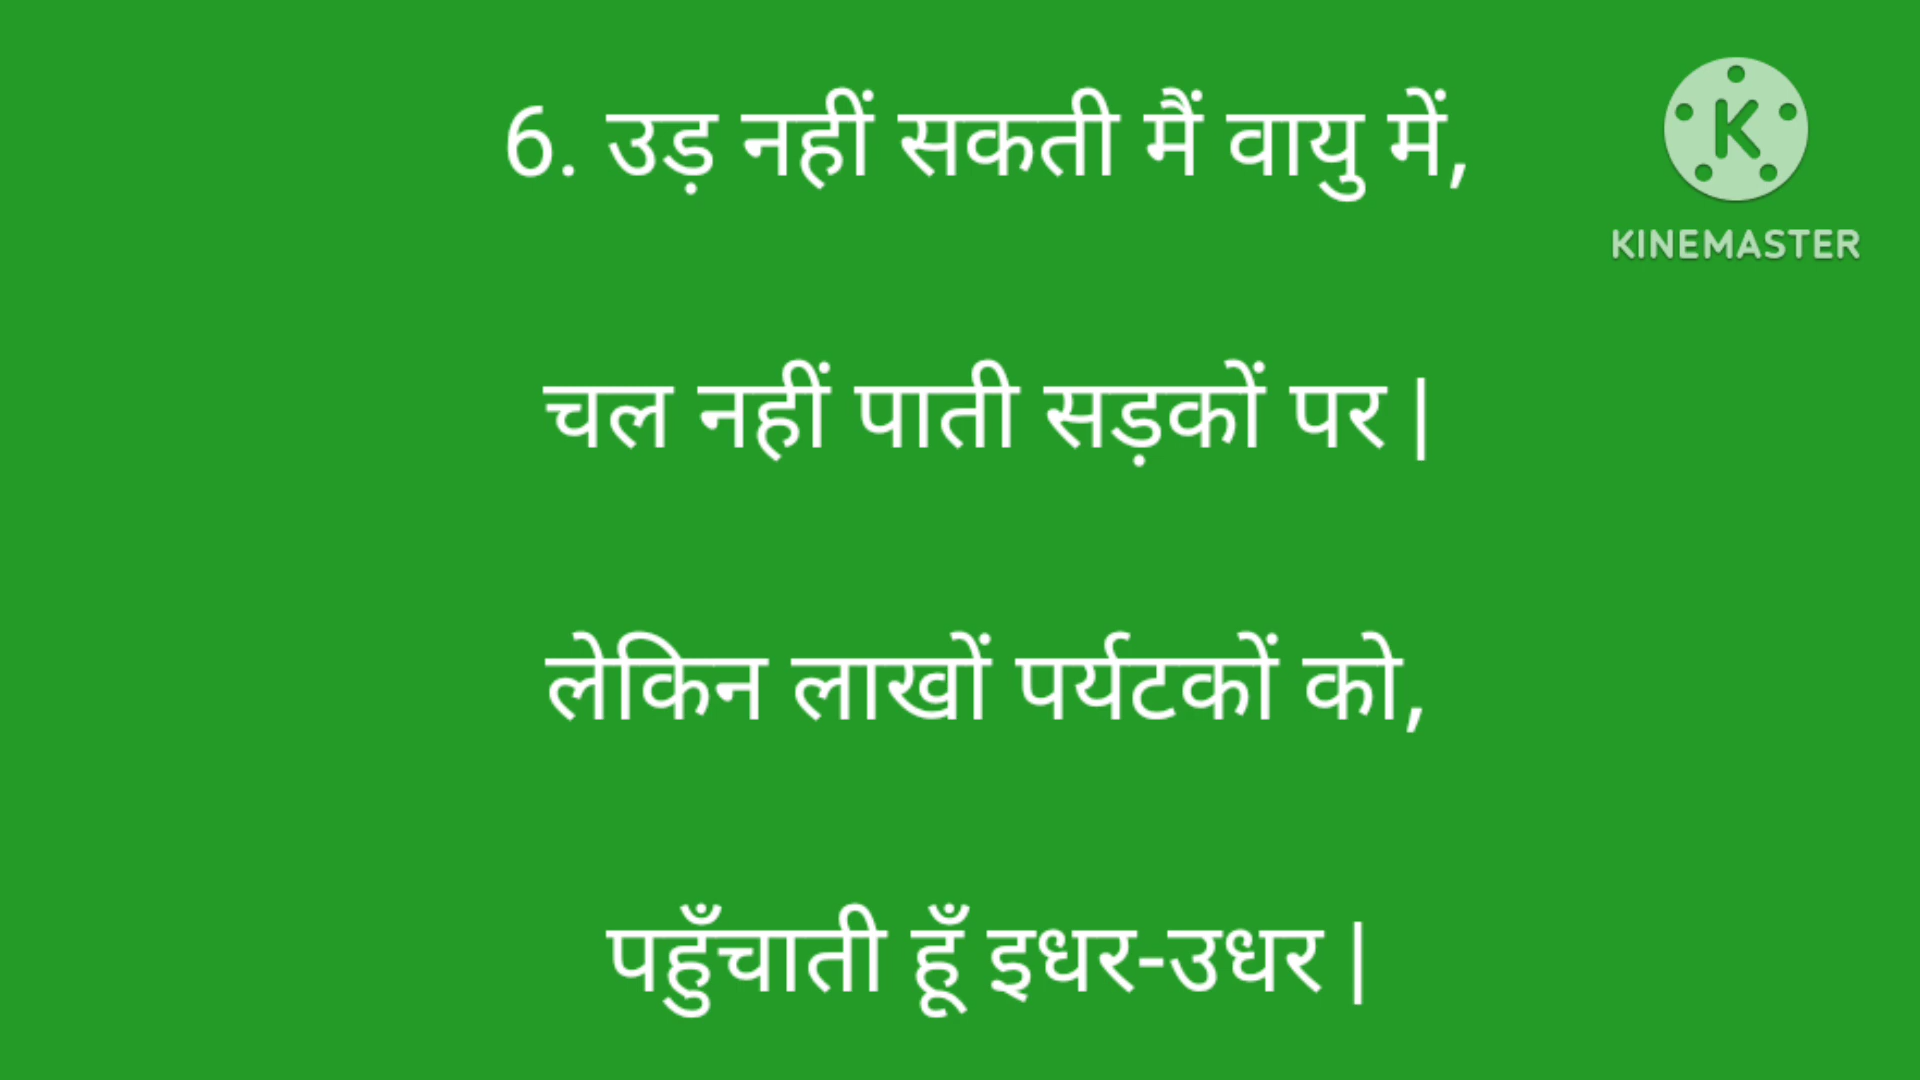 6. उड़ नहीं सकती मैं वायु में,
चल नहीं पाती सड़कों पर |
लेकिन लाखों पर्यटकों को,
पहुँचाती हूँ इधर-उधर |
K
KINEMASTER